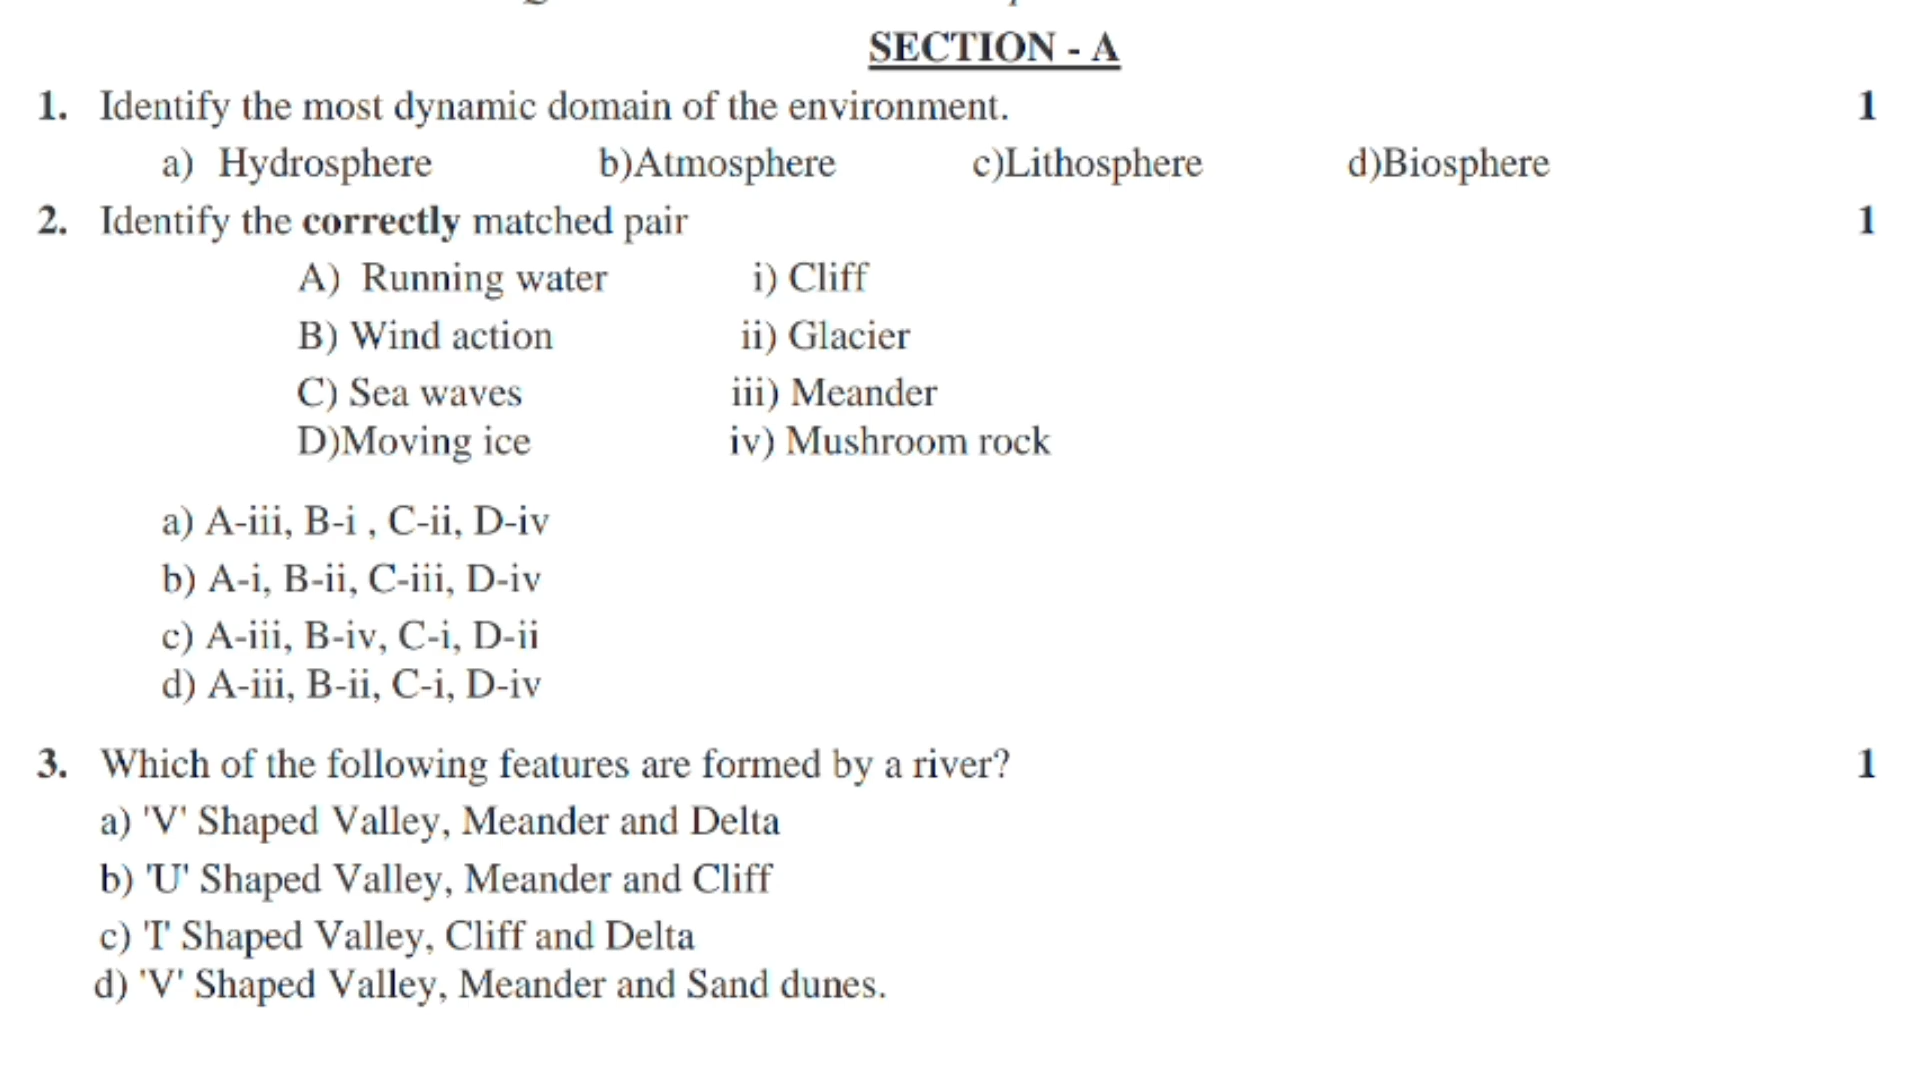 SECTION - A
1. Identify the most dynamic domain of the environment. 1
a) Hydrosphere b)Atmosphere c)Lithosphere d)Biosphere
2. Identify the correctly matched pair 1
A) Running water i) Cliff
B) Wind action ii) Glacier
C) Sea waves iii) Meander
D)Moving ice iv) Mushroom rock
a) A-iii, B-i , C-ii, D-iv
b) A-i, B-ii, C-iii, D-iv
c) A-iii, B-iv, C-i, D-ii
d) A-iii, B-ii, C-i, D-iv
3. Which of the following features are formed by a river? 1
a) 'V' Shaped Valley, Meander and Delta
b) 'U' Shaped Valley, Meander and Cliff
c) 'I' Shaped Valley, Cliff and Delta
d) 'V' Shaped Valley, Meander and Sand dunes.